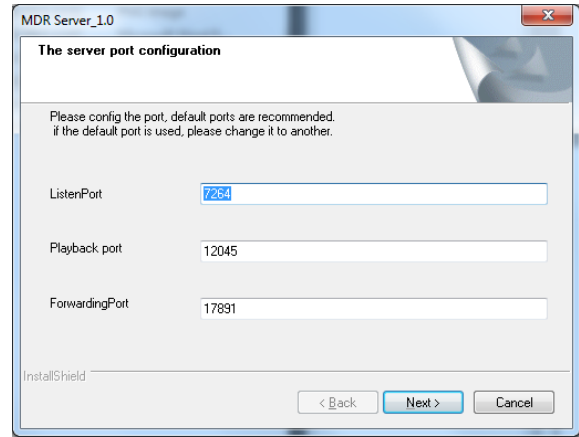 MDR Server_1.0
The server port configuration
Please config the port, default ports are recommended.
if the default port is used, please change it to another.
ListenPort 7264
Playback port 12045
ForwardingPort 17891
InstallShield
< Back Next > Cancel